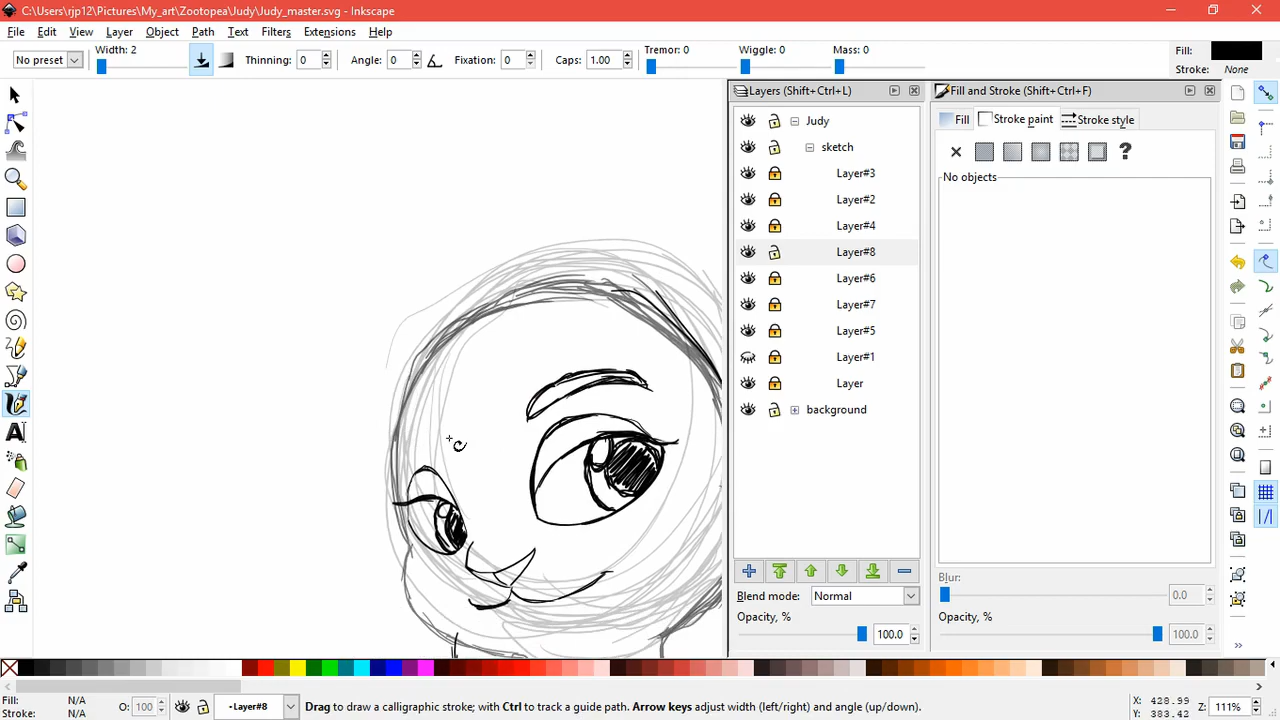 C:\Users\rjp12\Pictures\My_art\Zootopea\Judy\Judy_master.svg - Inkscape
File Edit View Layer Object Path Text Filters Extensions Help
No preset Width: 2 Thinning: 0 Angle: 0 Fixation: 0 Caps: 1.00 Tremor: 0 Wiggle: 0 Mass: 0
Fill:
Stroke: None
Layers (Shift+Ctrl+L)
Judy
sketch
Layer#3
Layer#2
Layer#4
Layer#8
Layer#6
Layer#7
Layer#5
Layer#1
Layer
background
Blend mode: Normal
Opacity, % 100.0
Fill and Stroke (Shift+Ctrl+F)
Fill Stroke paint Stroke style
No objects
Blur: 0.0
Opacity, % 100.0
Fill: N/A
Stroke: N/A
O: 100
·Layer#8
Drag to draw a calligraphic stroke; with Ctrl to track a guide path. Arrow keys adjust width (left/right) and angle (up/down).
X: 428.99
Y: 383.42
Z: 111%